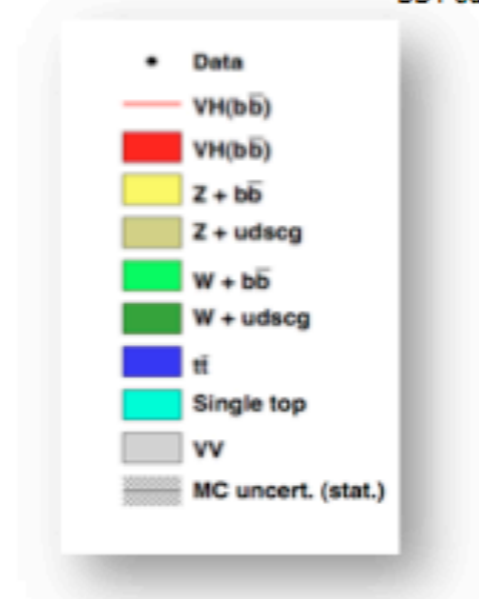 Data
VH(bb̅)
VH(bb̅)
Z + bb̅
Z + udscg
W + bb̅
W + udscg
tt̅
Single top
VV
MC uncert. (stat.)